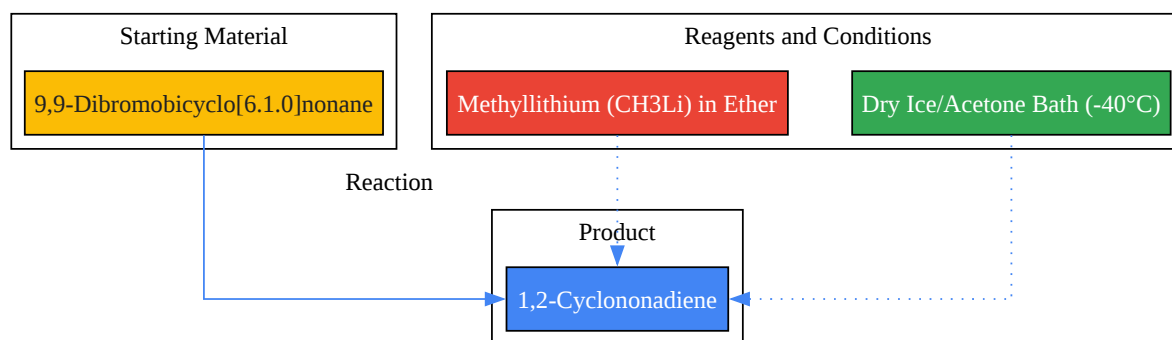 Starting Material
9,9-Dibromobicyclo[6.1.0]nonane
Reagents and Conditions
Methyllithium (CH3Li) in Ether
Dry Ice/Acetone Bath (-40°C)
Reaction
Product
1,2-Cyclononadiene